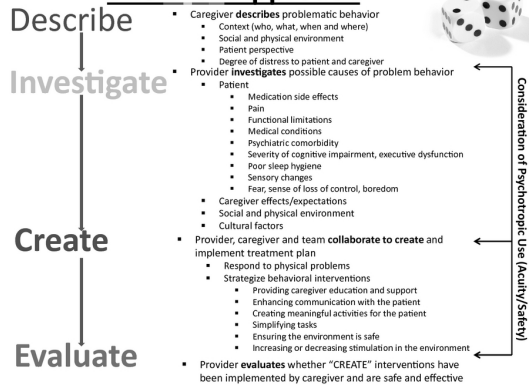 Describe
▪ Caregiver describes problematic behavior
▪ Context (who, what, when and where)
▪ Social and physical environment
▪ Patient perspective
▪ Degree of distress to patient and caregiver
Investigate
▪ Provider investigates possible causes of problem behavior
▪ Patient
▪ Medication side effects
▪ Pain
▪ Functional limitations
▪ Medical conditions
▪ Psychiatric comorbidity
▪ Severity of cognitive impairment, executive dysfunction
▪ Poor sleep hygiene
▪ Sensory changes
▪ Fear, sense of loss of control, boredom
▪ Caregiver effects/expectations
▪ Social and physical environment
▪ Cultural factors
Create
▪ Provider, caregiver and team collaborate to create and
implement treatment plan
▪ Respond to physical problems
▪ Strategize behavioral interventions
▪ Providing caregiver education and support
▪ Enhancing communication with the patient
▪ Creating meaningful activities for the patient
▪ Simplifying tasks
▪ Ensuring the environment is safe
▪ Increasing or decreasing stimulation in the environment
Evaluate
▪ Provider evaluates whether "CREATE" interventions have
been implemented by caregiver and are safe and effective
Consideration of Psychotropic Use (Acuity/Safety)